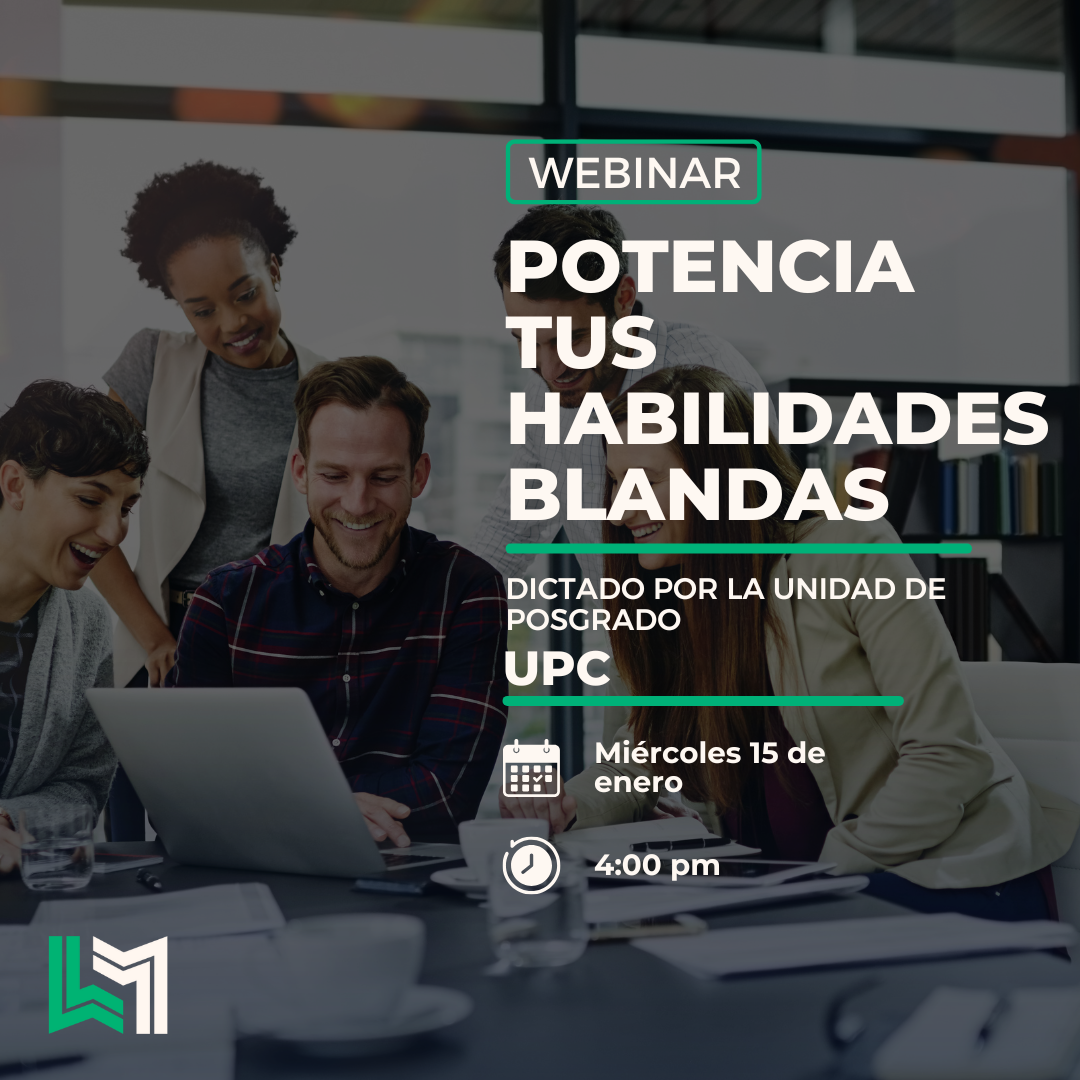 WEBINAR
POTENCIA
TUS
HABILIDADES
BLANDAS
DICTADO POR LA UNIDAD DE
POSGRADO
UPC
Miércoles 15 de
enero
4:00 pm